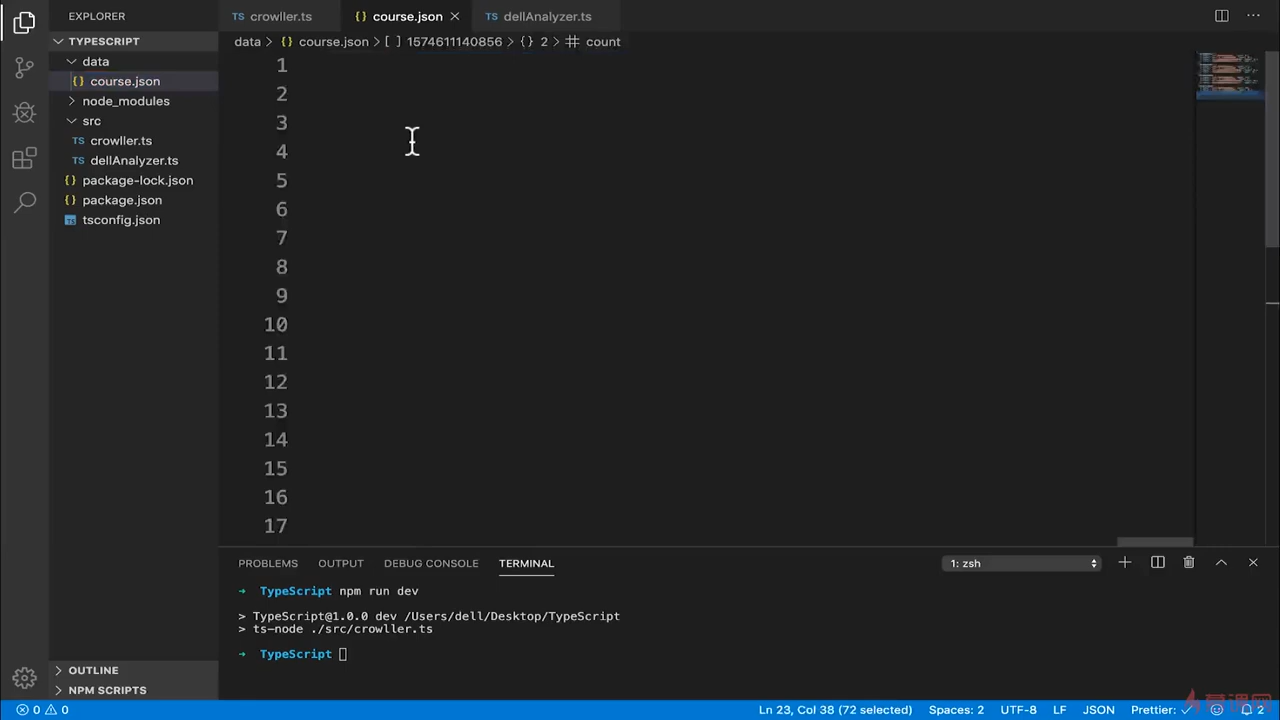 EXPLORER
TYPESCRIPT
data
course.json
node_modules
src
TS crowller.ts
TS dellAnalyzer.ts
{} package-lock.json
{} package.json
TS tsconfig.json
OUTLINE
NPM SCRIPTS
TS crowller.ts {} course.json TS dellAnalyzer.ts
data > {} course.json > [ ] 1574611140856 > {} 2 > count
1
2
3
4
5
6
7
8
9
10
11
12
13
14
15
16
17
PROBLEMS OUTPUT DEBUG CONSOLE TERMINAL 1: zsh
→ TypeScript npm run dev
> TypeScript@1.0.0 dev /Users/dell/Desktop/TypeScript
> ts-node ./src/crowller.ts
→ TypeScript
0 0 Ln 23, Col 38 (72 selected) Spaces: 2 UTF-8 LF JSON Prettier: ✓ 2
慕课网